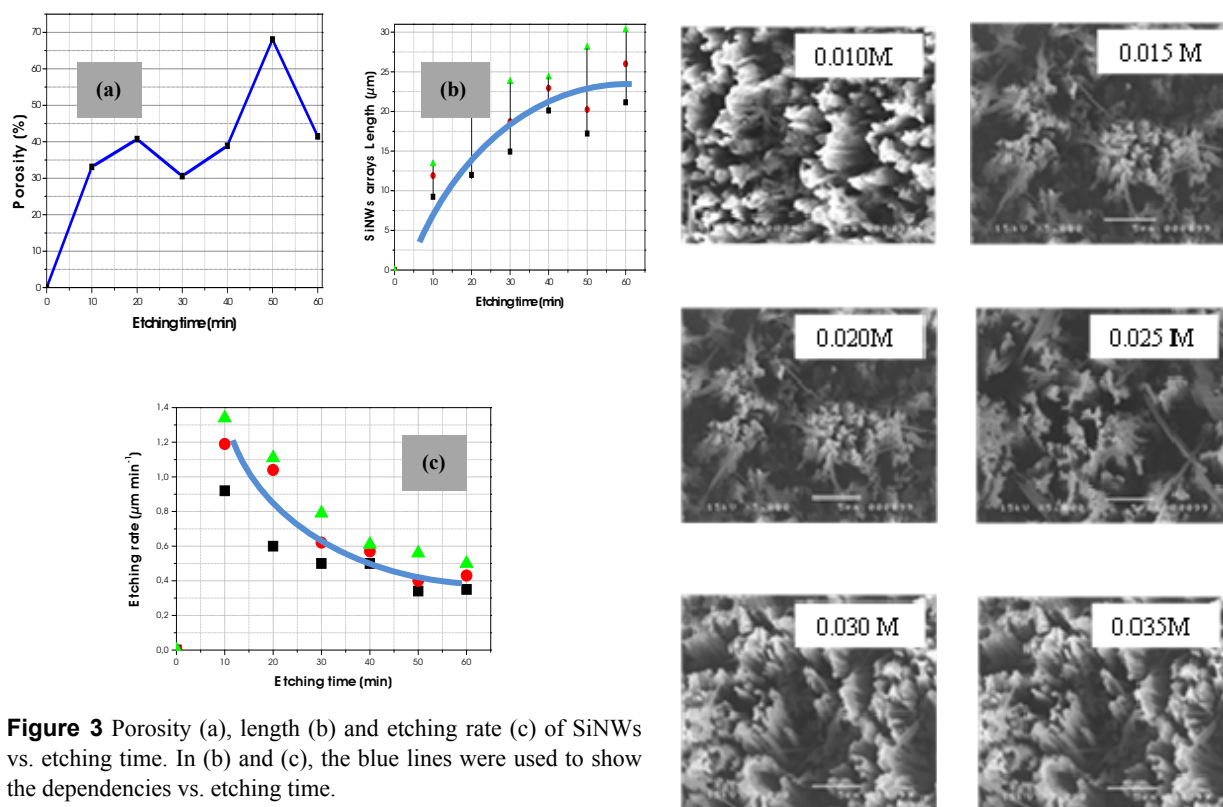 (a)
70
60
50
40
30
20
10
0
Porosity (%)
0 10 20 30 40 50 60
Etching time (min)
(b)
30
25
20
15
10
5
0
SiNWs arrays Length (µm)
0 10 20 30 40 50 60
Etching time (min)
(c)
1,4
1,2
1,0
0,8
0,6
0,4
0,2
0,0
Etching rate (µm min⁻¹)
0 10 20 30 40 50 60
Etching time (min)
Figure 3 Porosity (a), length (b) and etching rate (c) of SiNWs
vs. etching time. In (b) and (c), the blue lines were used to show
the dependencies vs. etching time.
0.010M
0.015 M
0.020M
0.025 M
0.030 M
0.035M